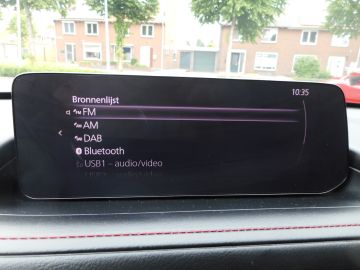 10:35
Bronnenlijst
FM
AM
DAB
Bluetooth
USB1 - audio/video